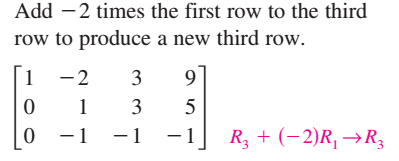 Add −2 times the first row to the third
row to produce a new third row.
1 −2 3 9
0 1 3 5
0 −1 −1 −1 R₃ + (−2)R₁ → R₃